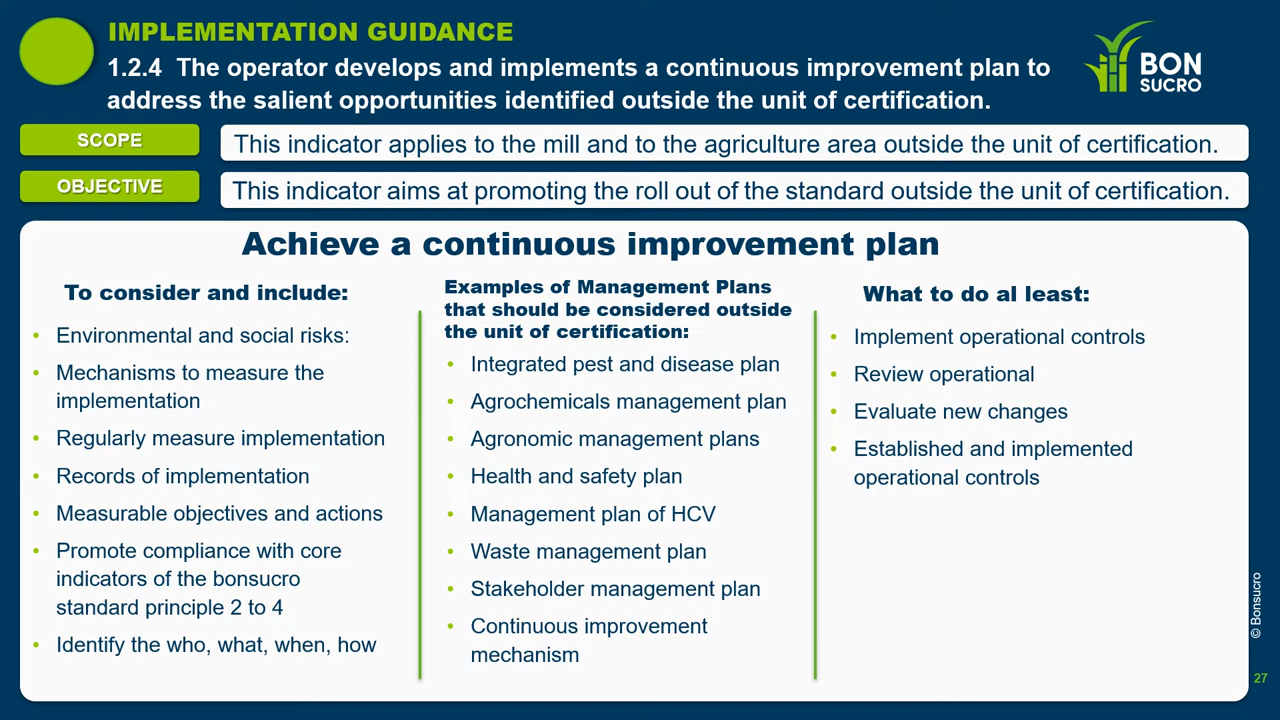 IMPLEMENTATION GUIDANCE
1.2.4 The operator develops and implements a continuous improvement plan to
address the salient opportunities identified outside the unit of certification.
BON
SUCRO
SCOPE
This indicator applies to the mill and to the agriculture area outside the unit of certification.
OBJECTIVE
This indicator aims at promoting the roll out of the standard outside the unit of certification.
Achieve a continuous improvement plan
To consider and include:
• Environmental and social risks:
• Mechanisms to measure the
implementation
• Regularly measure implementation
• Records of implementation
• Measurable objectives and actions
• Promote compliance with core
indicators of the bonsucro
standard principle 2 to 4
• Identify the who, what, when, how
Examples of Management Plans
that should be considered outside
the unit of certification:
• Integrated pest and disease plan
• Agrochemicals management plan
• Agronomic management plans
• Health and safety plan
• Management plan of HCV
• Waste management plan
• Stakeholder management plan
• Continuous improvement
mechanism
What to do al least:
• Implement operational controls
• Review operational
• Evaluate new changes
• Established and implemented
operational controls
© Bonsucro
27